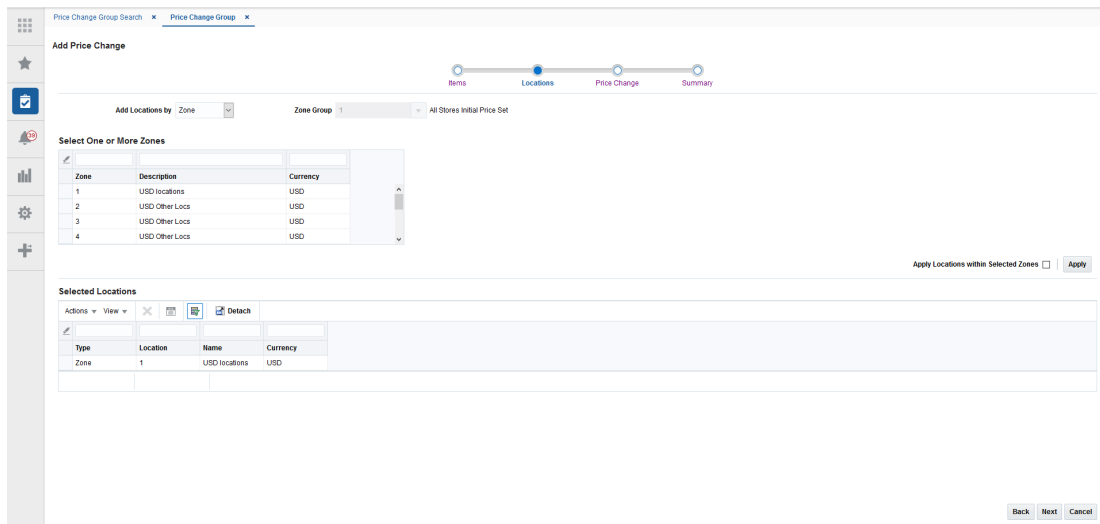 Price Change Group Search × Price Change Group ×
Add Price Change
Items Locations Price Change Summary
Add Locations by Zone Zone Group 1 All Stores Initial Price Set
39
Select One or More Zones
Zone Description Currency
1 USD locations USD
2 USD Other Locs USD
3 USD Other Locs USD
4 USD Other Locs USD
Apply Locations within Selected Zones Apply
Selected Locations
Actions View Detach
Type Location Name Currency
Zone 1 USD locations USD
Back Next Cancel